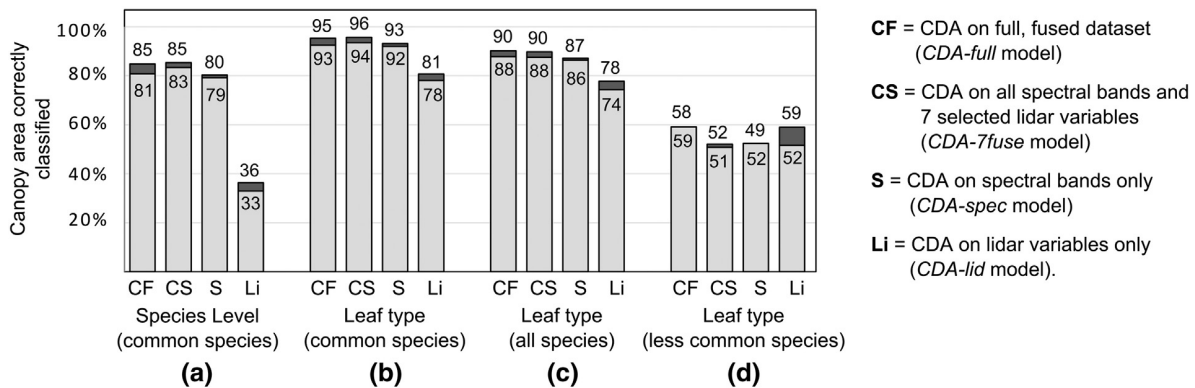 100%
80%
60%
40%
20%
Canopy area correctly
classified
85 85 80 36
81 83 79 33
95 96 93 81
93 94 92 78
90 90 87 78
88 88 86 74
58 52 49 59
59 51 52 52
CF CS S Li CF CS S Li CF CS S Li CF CS S Li
Species Level
(common species)
(a)
Leaf type
(common species)
(b)
Leaf type
(all species)
(c)
Leaf type
(less common species)
(d)
CF = CDA on full, fused dataset
(CDA-full model)
CS = CDA on all spectral bands and
7 selected lidar variables
(CDA-7fuse model)
S = CDA on spectral bands only
(CDA-spec model)
Li = CDA on lidar variables only
(CDA-lid model).